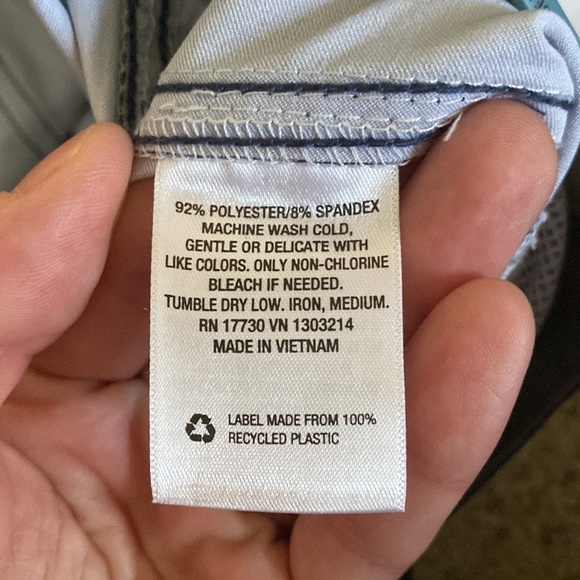 92% POLYESTER/8% SPANDEX
MACHINE WASH COLD,
GENTLE OR DELICATE WITH
LIKE COLORS. ONLY NON-CHLORINE
BLEACH IF NEEDED.
TUMBLE DRY LOW. IRON, MEDIUM.
RN 17730 VN 1303214
MADE IN VIETNAM
LABEL MADE FROM 100%
RECYCLED PLASTIC